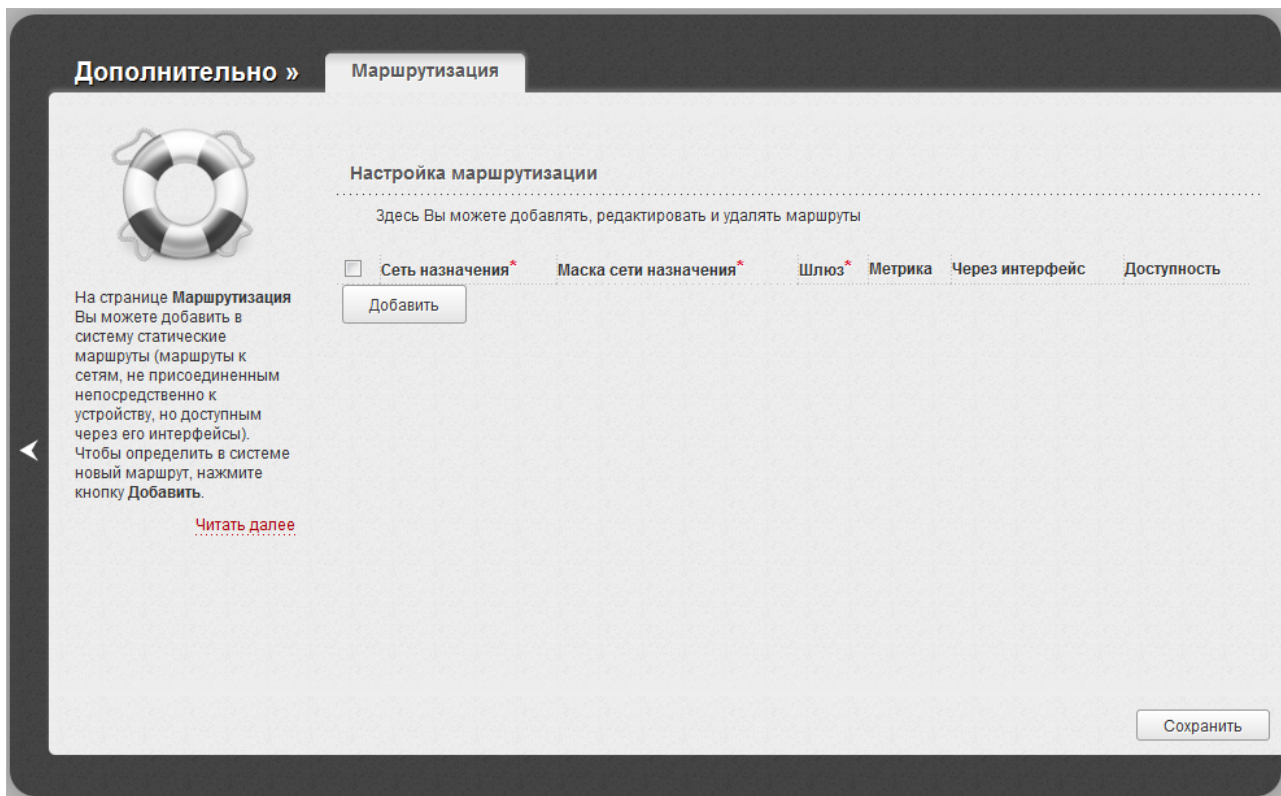 Дополнительно »
Маршрутизация
На странице Маршрутизация
Вы можете добавить в
систему статические
маршруты (маршруты к
сетям, не присоединенным
непосредственно к
устройству, но доступным
через его интерфейсы).
Чтобы определить в системе
новый маршрут, нажмите
кнопку Добавить.
Читать далее
Настройка маршрутизации
Здесь Вы можете добавлять, редактировать и удалять маршруты
Сеть назначения* Маска сети назначения* Шлюз* Метрика Через интерфейс Доступность
Добавить
Сохранить